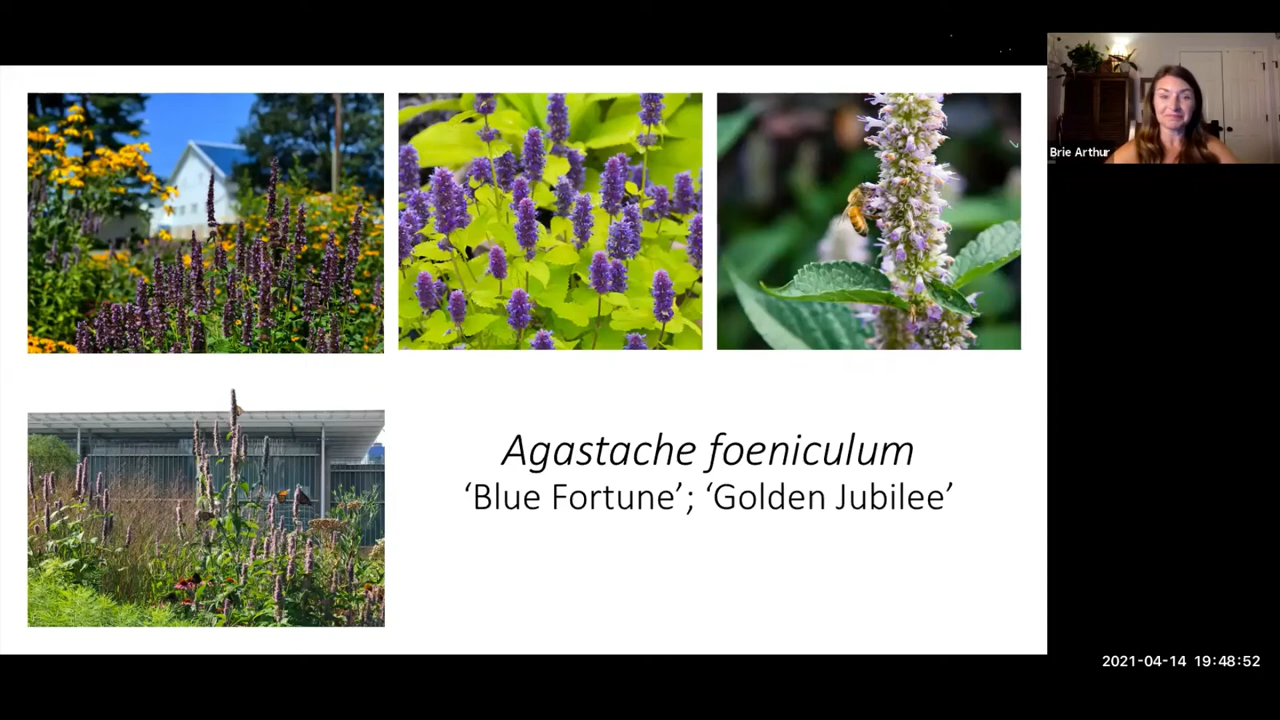 Brie Arthur
Agastache foeniculum
‘Blue Fortune’; ‘Golden Jubilee’
2021-04-14 19:48:52